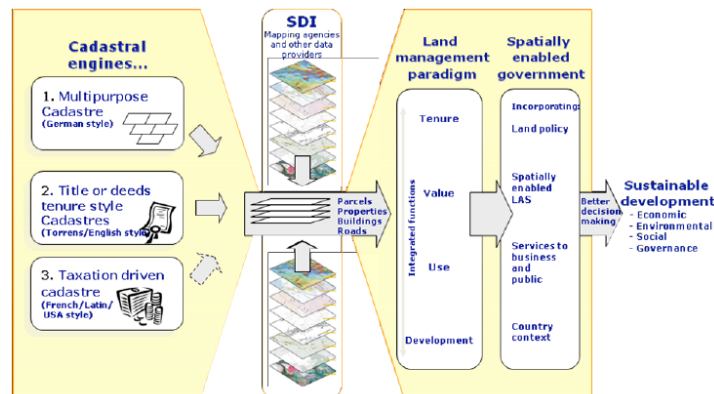 Cadastral
engines...
1. Multipurpose
Cadastre
(German style)
2. Title or deeds
tenure style
Cadastres
(Torrens/English style)
3. Taxation driven
cadastre
(French/Latin/
USA style)
SDI
Mapping agencies
and other data
providers
Parcels
Properties
Buildings
Roads
Land
management
paradigm
Integrated functions
Tenure
Value
Use
Development
Spatially
enabled
government
Incorporating:
Land policy
Spatially
enabled
LAS
Services to
business
and
public
Country
context
Better
decision
making
Sustainable
development
- Economic
- Environmental
- Social
- Governance